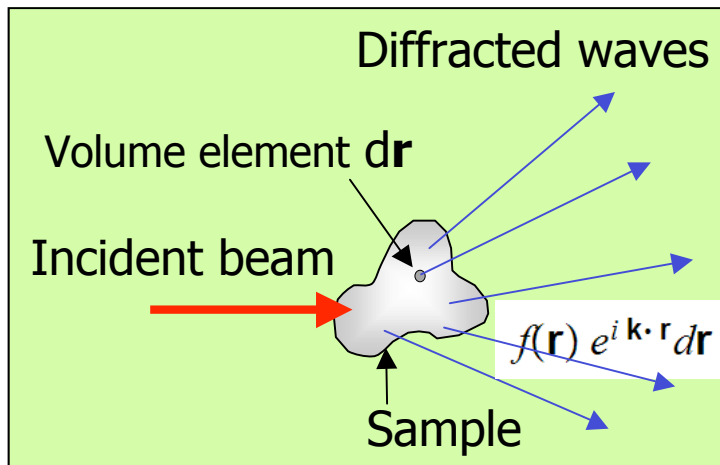 Diffracted waves
Volume element dr
Incident beam
f(r) e^{i k· r} dr
Sample